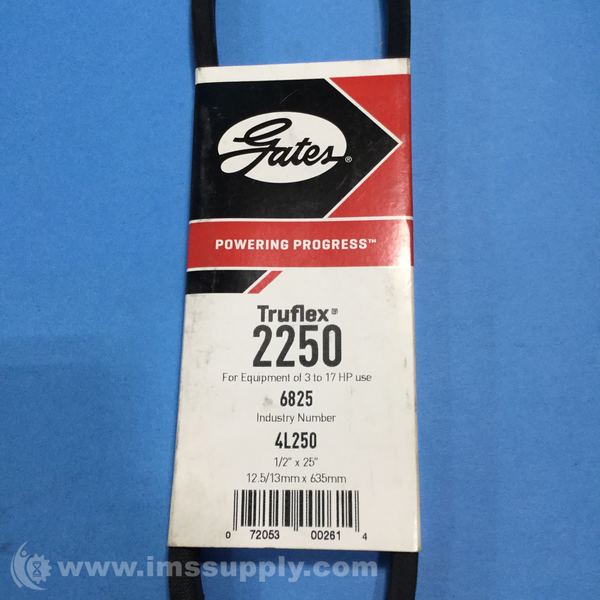 Gates®
POWERING PROGRESS™
Truflex®
2250
For Equipment of 3 to 17 HP use
6825
Industry Number
4L250
1/2" x 25"
12.5/13mm x 635mm
0 72053 00261 4
www.imssupply.com